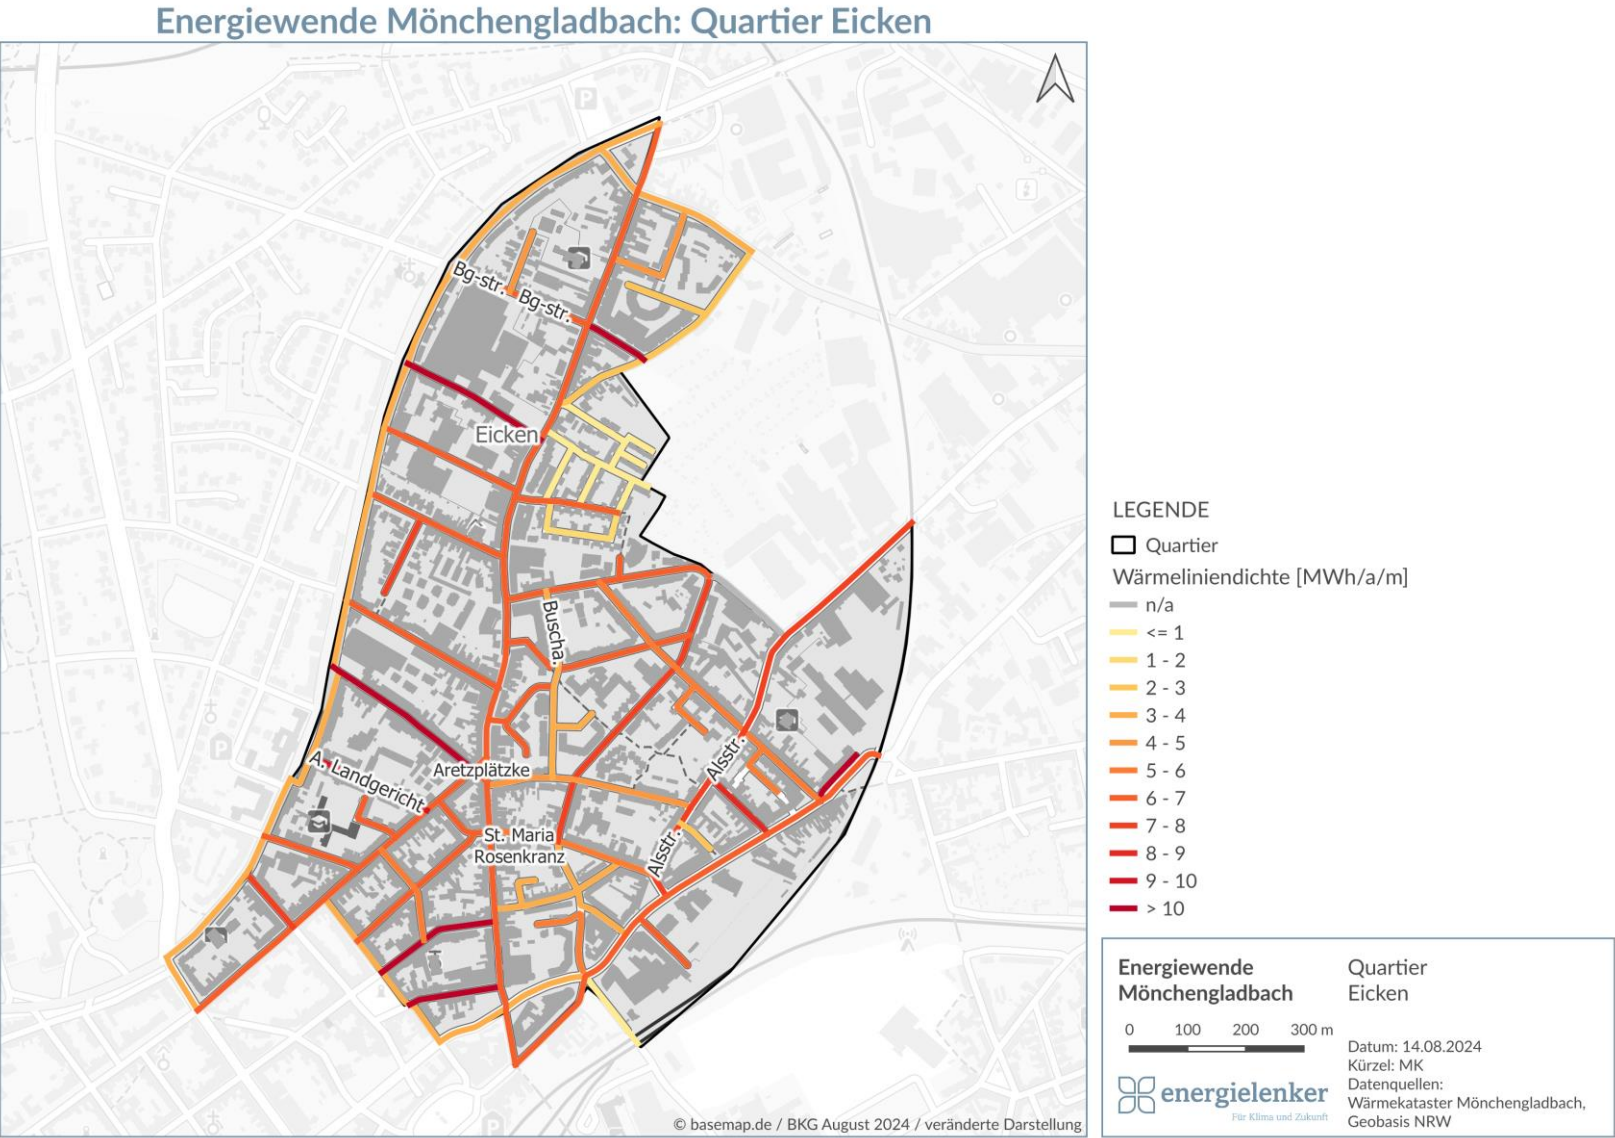 Energiewende Mönchengladbach: Quartier Eicken
P
Bg-str.
Bg-str.
Eicken
Buscha.
Alsstr.
Aretzplätzke
A. Landgericht
St. Maria
Rosenkranz
Alsstr.
P
P
© basemap.de / BKG August 2024 / veränderte Darstellung
LEGENDE
Quartier
Wärmeliniendichte [MWh/a/m]
n/a
<= 1
1 - 2
2 - 3
3 - 4
4 - 5
5 - 6
6 - 7
7 - 8
8 - 9
9 - 10
> 10
Energiewende
Mönchengladbach
0 100 200 300 m
energielenker
Für Klima und Zukunft
Quartier
Eicken
Datum: 14.08.2024
Kürzel: MK
Datenquellen:
Wärmekataster Mönchengladbach,
Geobasis NRW